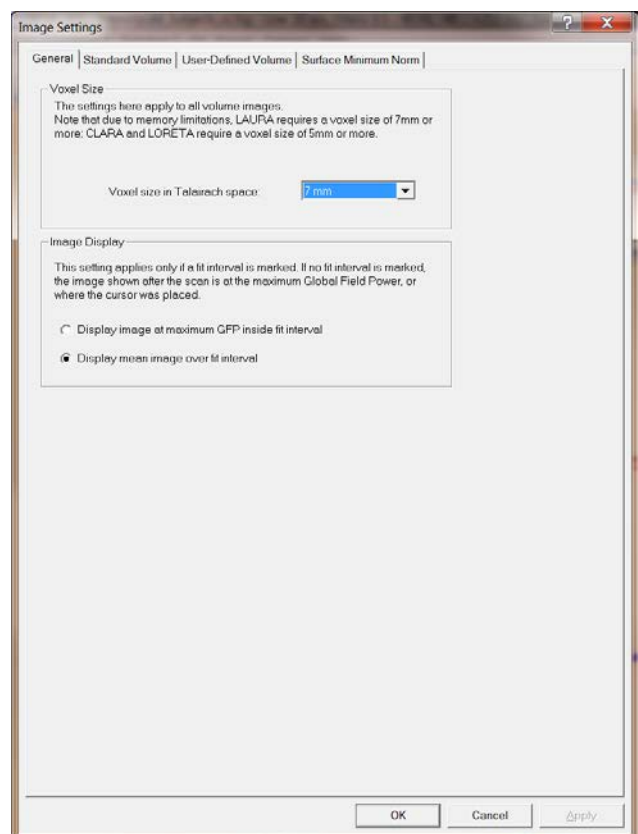 Image Settings
General
Standard Volume
User-Defined Volume
Surface Minimum Norm
Voxel Size
The settings here apply to all volume images.
Note that due to memory limitations, LAURA requires a voxel size of 7mm or
more; CLARA and LORETA require a voxel size of 5mm or more.
Voxel size in Talairach space:
7 mm
Image Display
This setting applies only if a fit interval is marked. If no fit interval is marked,
the image shown after the scan is at the maximum Global Field Power, or
where the cursor was placed.
Display image at maximum GFP inside fit interval
Display mean image over fit interval
OK
Cancel
Apply